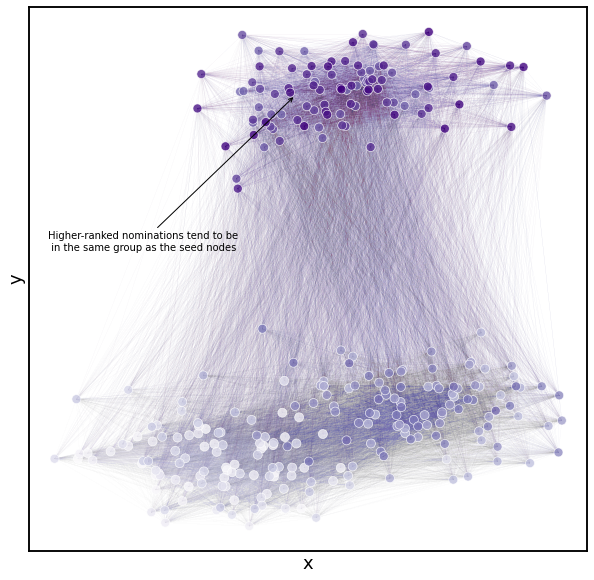 Higher-ranked nominations tend to be
in the same group as the seed nodes
y
x